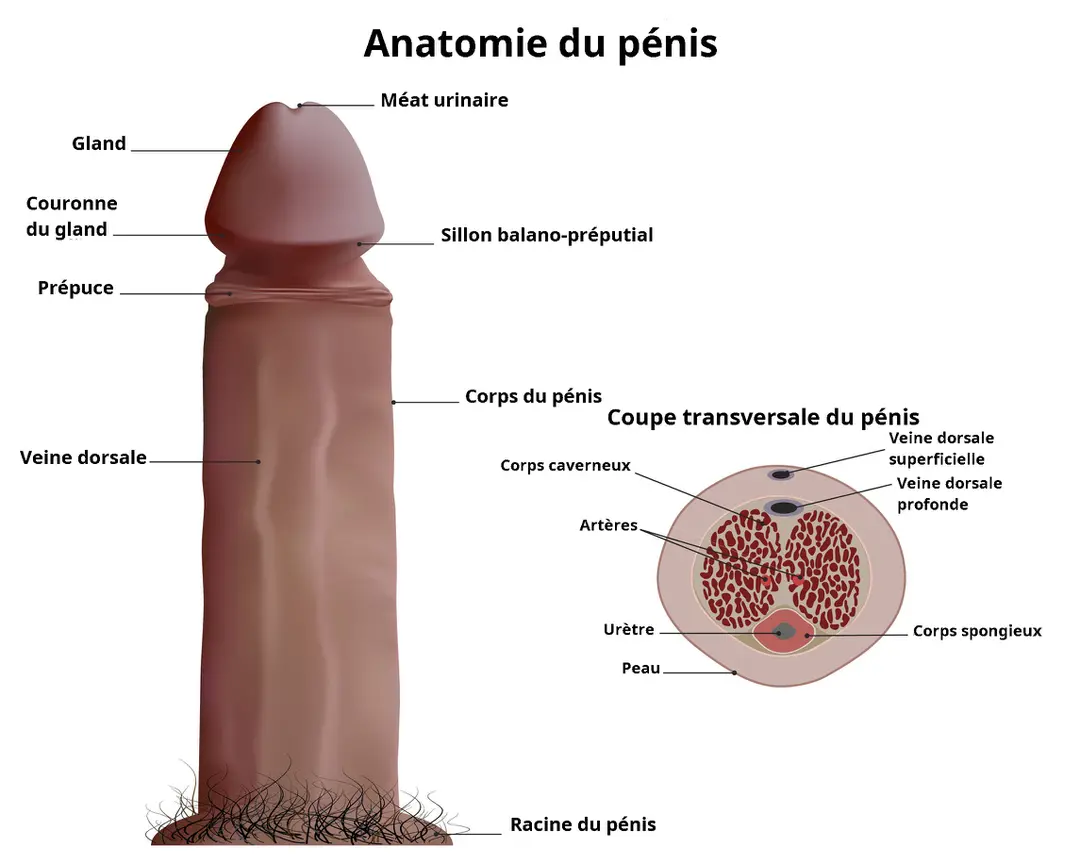 Anatomie du pénis
Méat urinaire
Gland
Couronne
du gland
Sillon balano-préputial
Prépuce
Corps du pénis
Veine dorsale
Racine du pénis
Coupe transversale du pénis
Veine dorsale
superficielle
Corps caverneux
Veine dorsale
profonde
Artères
Urètre
Corps spongieux
Peau